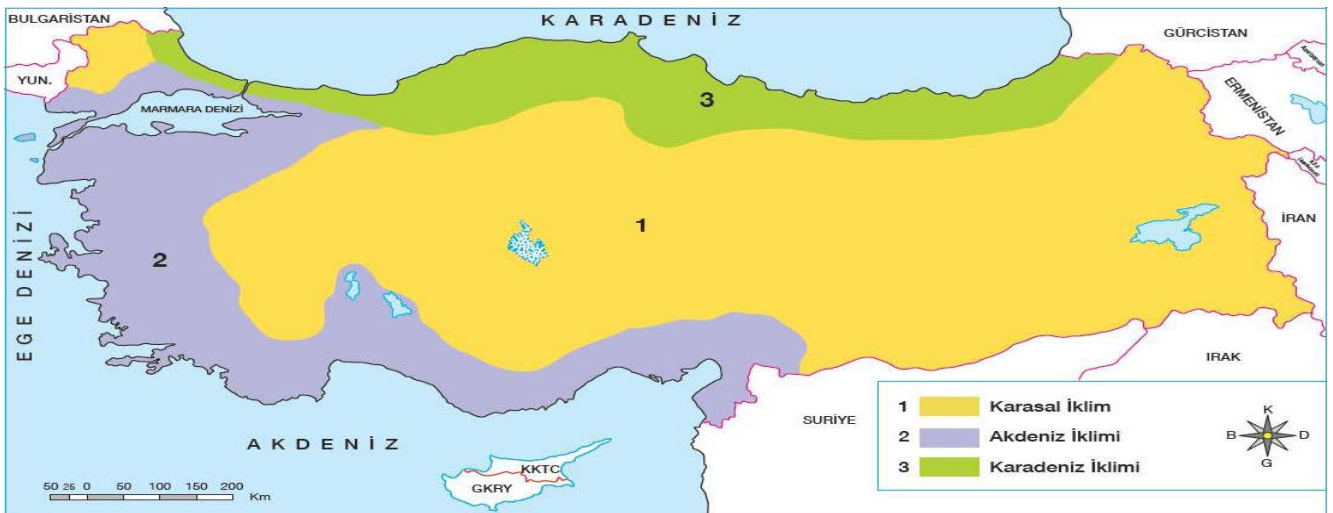 BULGARİSTAN
KARADENİZ
GÜRCİSTAN
YUN.
MARMARA DENİZİ
3
ERMENİSTAN
EGE DENİZİ
1
2
İRAN
IRAK
SURİYE
AKDENİZ
KKTC
GKRY
50 25 0 50 100 150 200 Km
1 Karasal İklim
2 Akdeniz İklimi
3 Karadeniz İklimi
K
B D
G